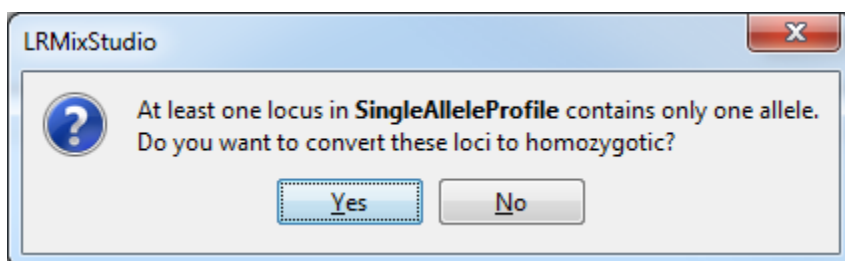 LRMixStudio
At least one locus in SingleAlleleProfile contains only one allele.
Do you want to convert these loci to homozygotic?
Yes No